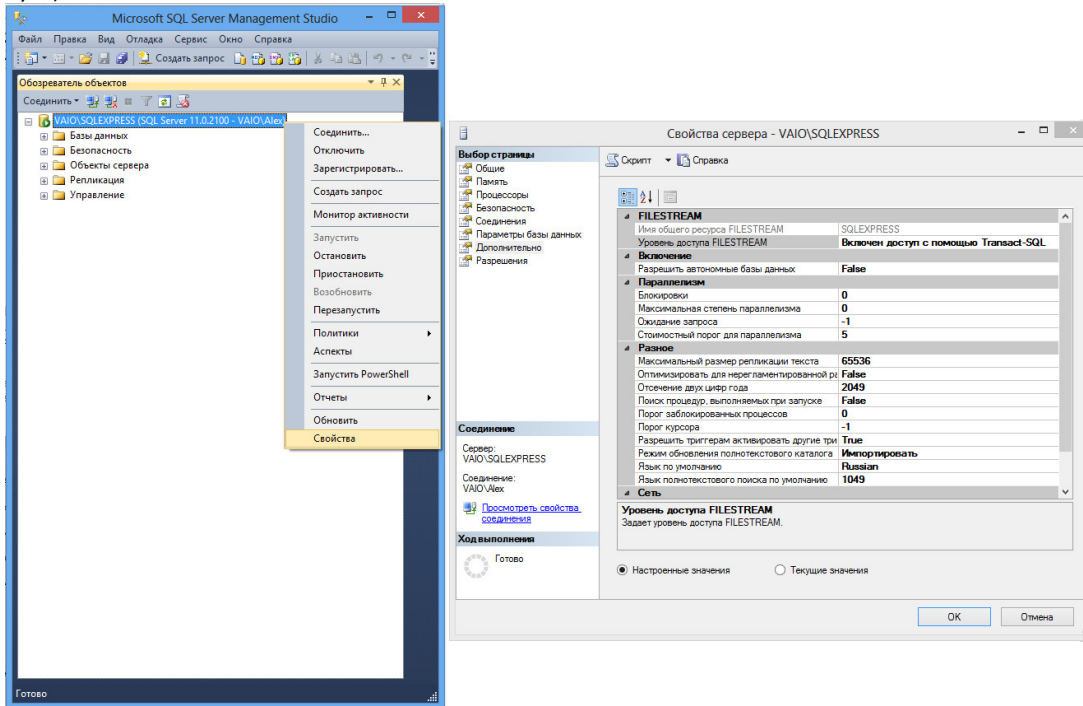 Microsoft SQL Server Management Studio
Файл Правка Вид Отладка Сервис Окно Справка
Создать запрос
Обозреватель объектов
Соединить
VAIO\SQLEXPRESS (SQL Server 11.0.2100 - VAIO\Alex)
Базы данных
Безопасность
Объекты сервера
Репликация
Управление
Соединить...
Отключить
Зарегистрировать...
Создать запрос
Монитор активности
Запустить
Остановить
Приостановить
Возобновить
Перезапустить
Политики
Аспекты
Запустить PowerShell
Отчеты
Обновить
Свойства
Готово
Свойства сервера - VAIO\SQLEXPRESS
Выбор страницы
Общие
Память
Процессоры
Безопасность
Соединения
Параметры базы данных
Дополнительно
Разрешения
Скрипт Справка
FILESTREAM
Имя общего ресурса FILESTREAM SQLEXPRESS
Уровень доступа FILESTREAM Включен доступ с помощью Transact-SQL
Включение
Разрешить автономные базы данных False
Параллелизм
Блокировки 0
Максимальная степень параллелизма 0
Ожидание запроса -1
Стоимостный порог для параллелизма 5
Разное
Максимальный размер репликации текста 65536
Оптимизировать для нерегламентированной ра False
Отсечение двух цифр года 2049
Поиск процедур, выполняемых при запуске False
Порог заблокированных процессов 0
Порог курсора -1
Разрешить триггерам активировать другие три True
Режим обновления полнотекстового каталога Импортировать
Язык по умолчанию Russian
Язык полнотекстового поиска по умолчанию 1049
Сеть
Уровень доступа FILESTREAM
Задает уровень доступа FILESTREAM.
Настроенные значения Текущие значения
Соединение
Сервер:
VAIO\SQLEXPRESS
Соединение:
VAIO\Alex
Просмотреть свойства
соединения
Ход выполнения
Готово
OK Отмена